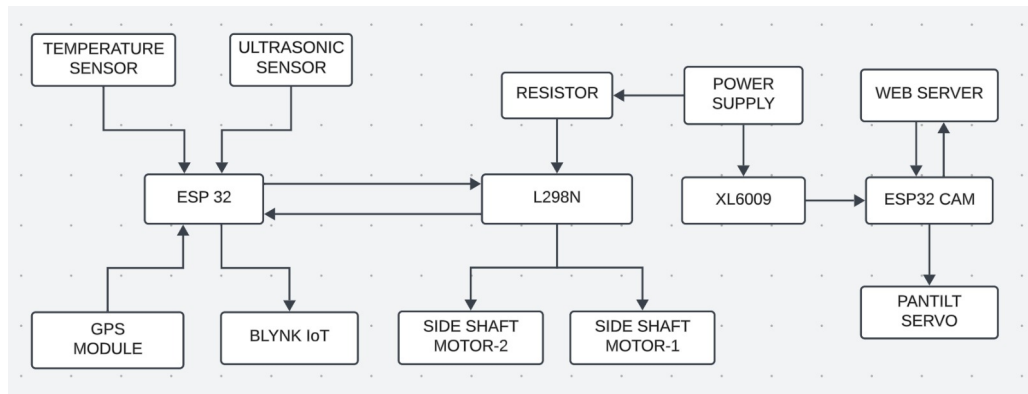 TEMPERATURE
SENSOR
ULTRASONIC
SENSOR
RESISTOR
POWER
SUPPLY
WEB SERVER
ESP 32
L298N
XL6009
ESP32 CAM
GPS
MODULE
BLYNK IoT
SIDE SHAFT
MOTOR-2
SIDE SHAFT
MOTOR-1
PANTILT
SERVO